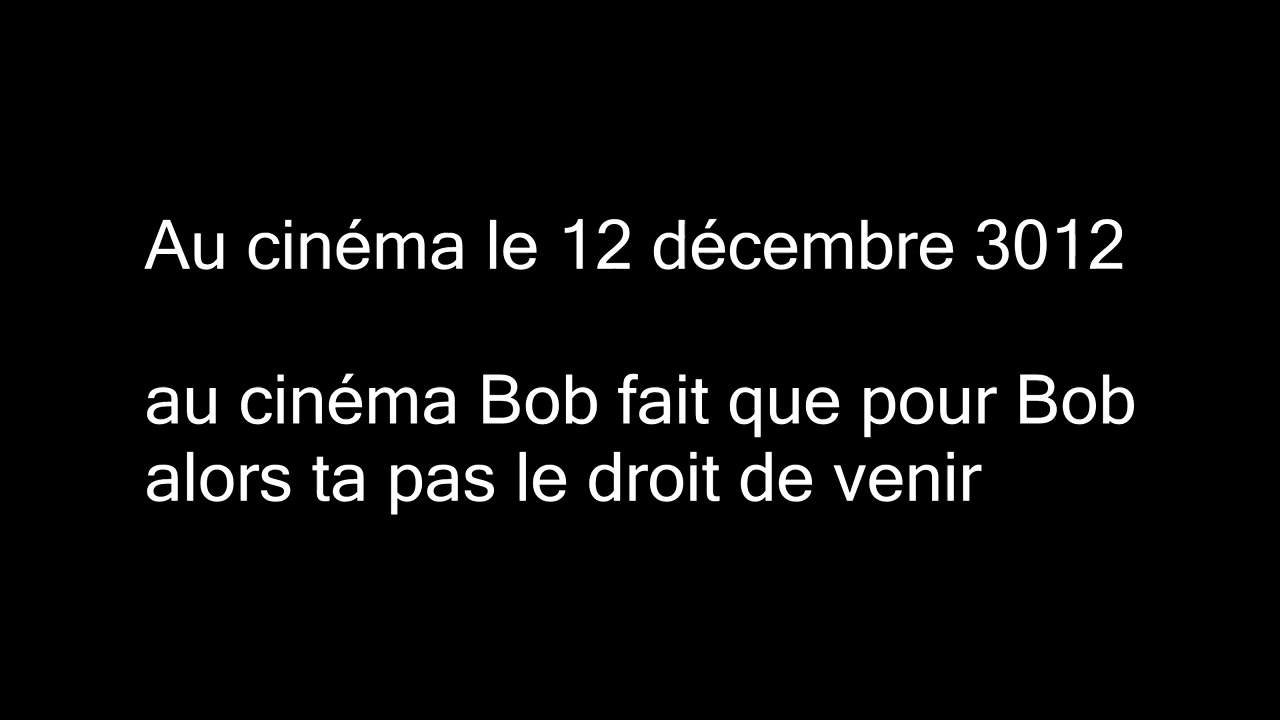 Au cinéma le 12 décembre 3012
au cinéma Bob fait que pour Bob
alors ta pas le droit de venir